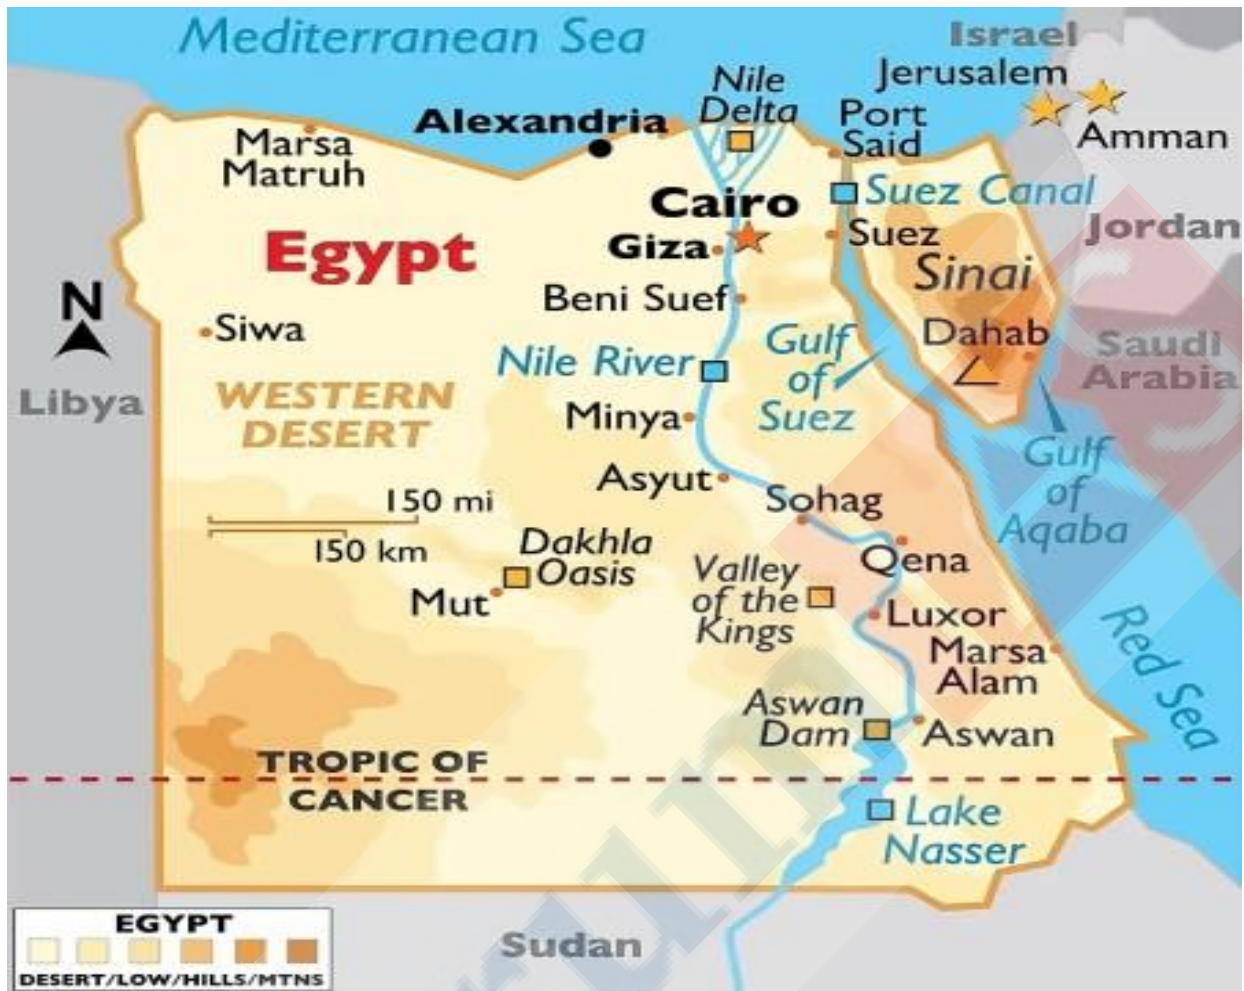 Mediterranean Sea
Israel
Jerusalem
Nile
Delta
Port
Said
Alexandria
Amman
Marsa
Matruh
Suez Canal
Cairo
Jordan
Egypt
Giza
Suez
Sinai
N
Beni Suef
Siwa
Dahab
Gulf
of
Suez
Saudi
Arabia
Nile River
Libya
WESTERN
DESERT
Minya
Gulf
of
Aqaba
Asyut
150 mi
Sohag
150 km
Dakhla
Oasis
Qena
Valley
of the
Kings
Mut
Luxor
Red Sea
Marsa
Alam
Aswan
Dam
Aswan
TROPIC OF
CANCER
Lake
Nasser
EGYPT
DESERT/LOW/HILLS/MTNS
Sudan